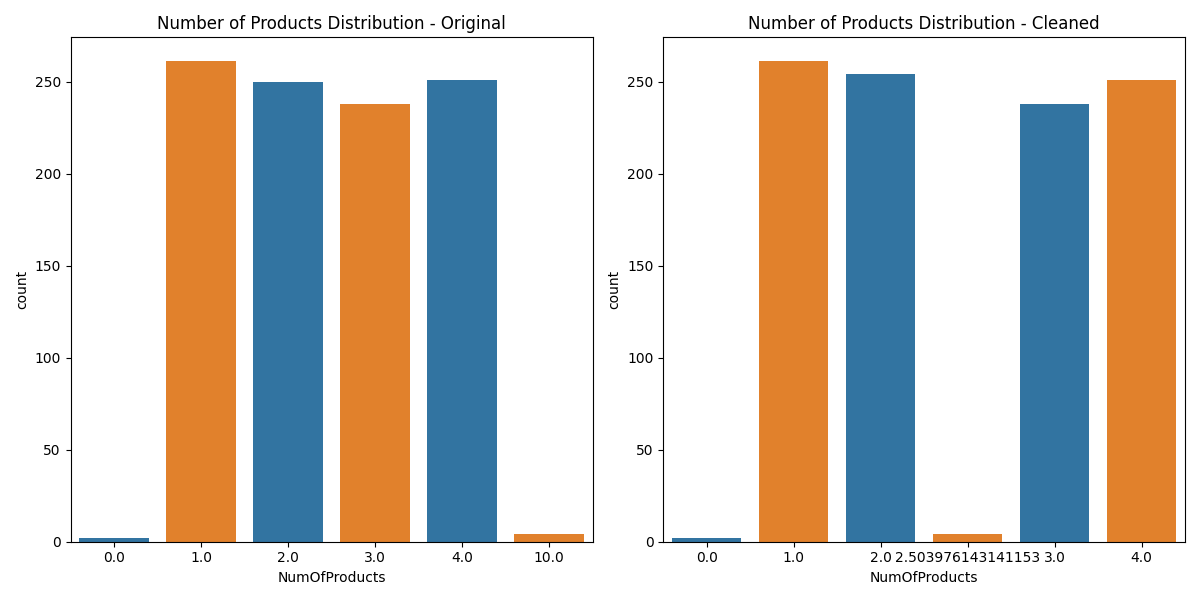 Number of Products Distribution - Original
250
200
150
100
50
0
count
0.0 1.0 2.0 3.0 4.0 10.0
NumOfProducts
Number of Products Distribution - Cleaned
250
200
150
100
50
0
count
0.0 1.0 2.0 2.503976143141153 3.0 4.0
NumOfProducts